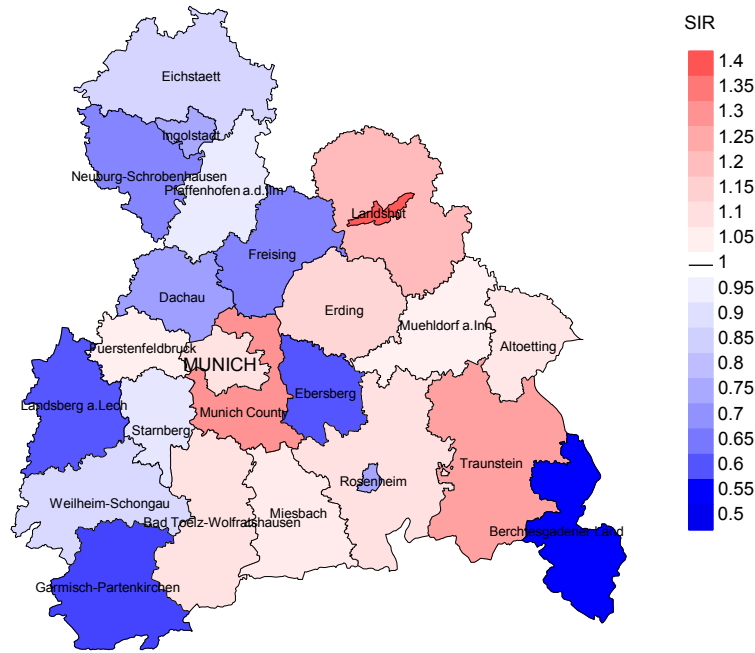 SIR
1.4
1.35
1.3
1.25
1.2
1.15
1.1
1.05
1
0.95
0.9
0.85
0.8
0.75
0.7
0.65
0.6
0.55
0.5
Eichstaett
Ingolstadt
Neuburg-Schrobenhausen
Pfaffenhofen a.d.Ilm
Landshut
Freising
Dachau
Erding
Muehldorf a.Inn
Altoetting
Fuerstenfeldbruck
MUNICH
Ebersberg
Landsberg a.Lech
Munich County
Starnberg
Traunstein
Rosenheim
Weilheim-Schongau
Miesbach
Bad Toelz-Wolfratshausen
Berchtesgadener Land
Garmisch-Partenkirchen